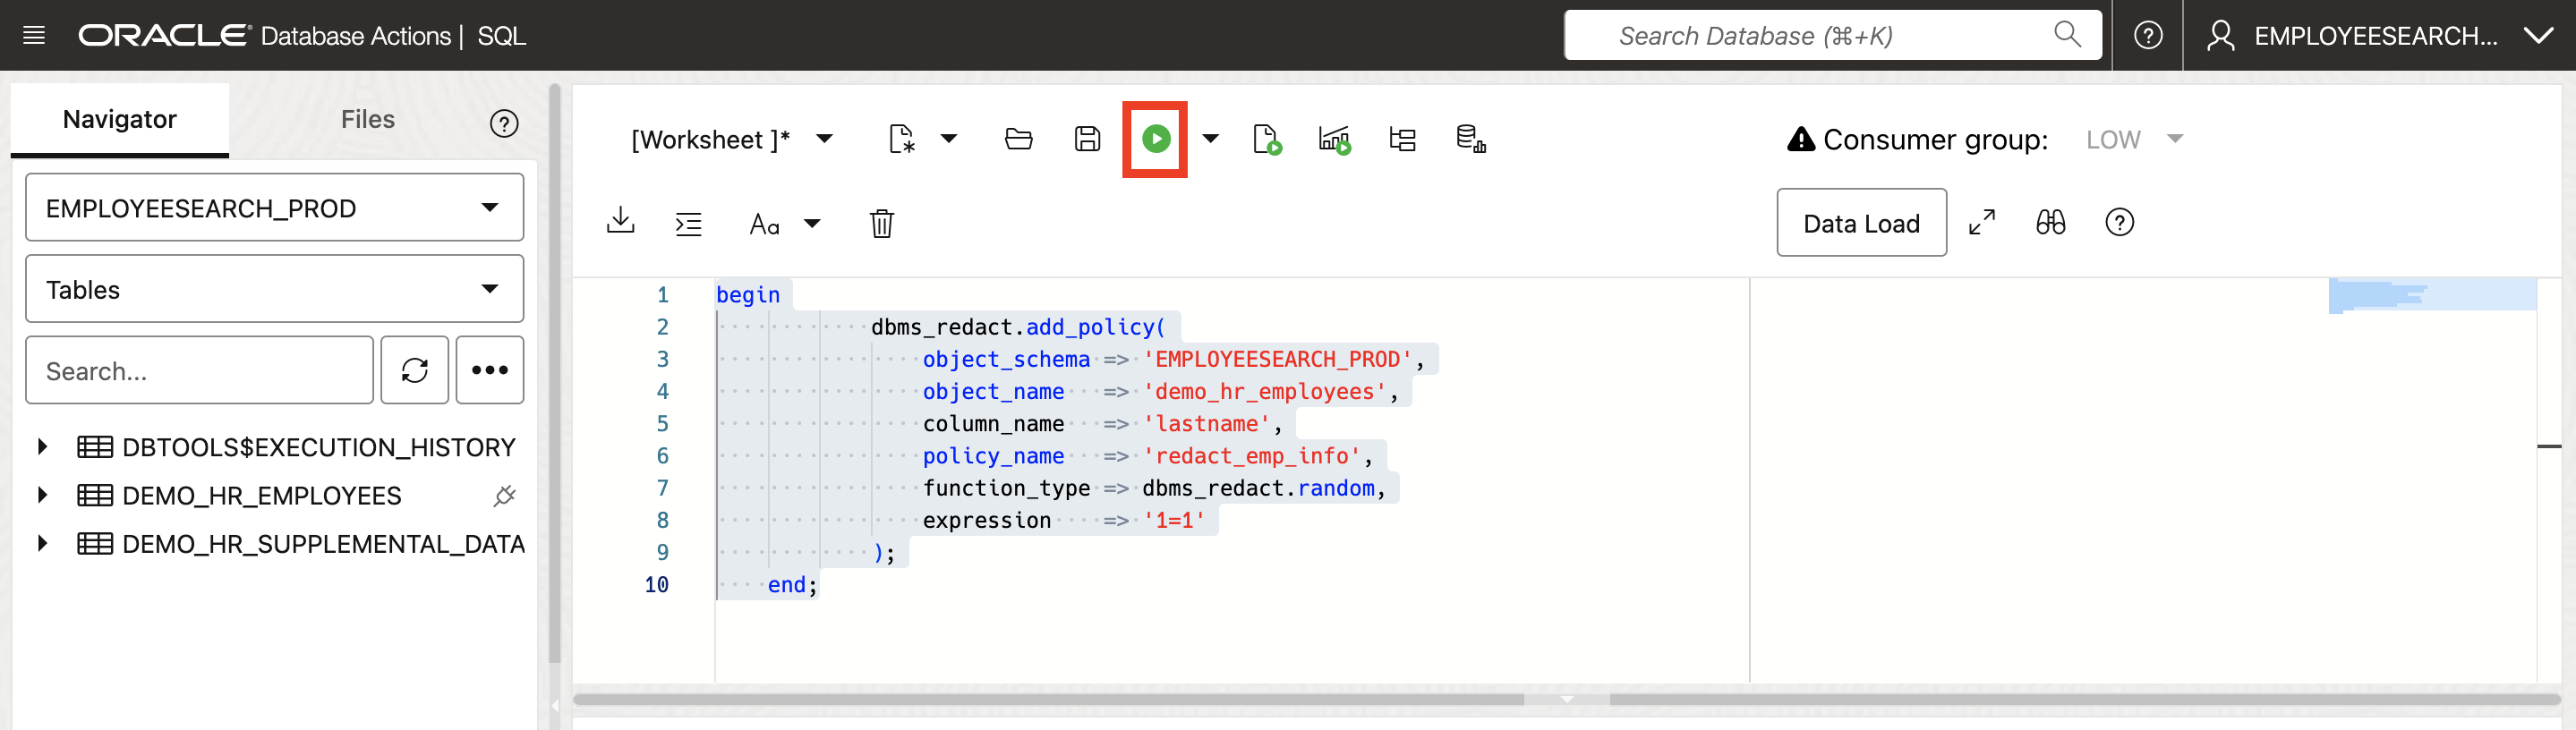 ORACLE Database Actions | SQL
Search Database (⌘+K)
EMPLOYEESEARCH...
Navigator
Files
EMPLOYEESEARCH_PROD
Tables
Search...
DBTOOLS$EXECUTION_HISTORY
DEMO_HR_EMPLOYEES
DEMO_HR_SUPPLEMENTAL_DATA
[Worksheet ]*
Consumer group: LOW
Aa
Data Load
1 begin
2 dbms_redact.add_policy(
3 object_schema => 'EMPLOYEESEARCH_PROD',
4 object_name => 'demo_hr_employees',
5 column_name => 'lastname',
6 policy_name => 'redact_emp_info',
7 function_type => dbms_redact.random,
8 expression => '1=1'
9 );
10 end;